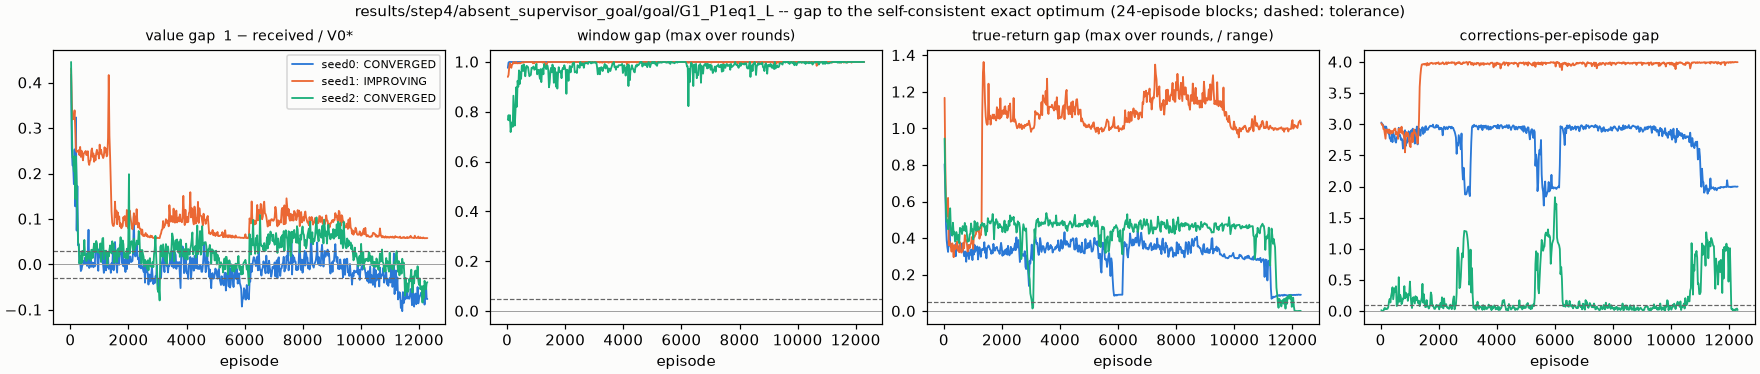 results/step4/absent_supervisor_goal/goal/G1_P1eq1_L -- gap to the self-consistent exact optimum (24-episode blocks; dashed: tolerance)
value gap 1 − received / V0*
0.4
0.3
0.2
0.1
0.0
−0.1
0 2000 4000 6000 8000 10000 12000
episode
seed0: CONVERGED
seed1: IMPROVING
seed2: CONVERGED
window gap (max over rounds)
1.0
0.8
0.6
0.4
0.2
0.0
0 2000 4000 6000 8000 10000 12000
episode
true-return gap (max over rounds, / range)
1.4
1.2
1.0
0.8
0.6
0.4
0.2
0.0
0 2000 4000 6000 8000 10000 12000
episode
corrections-per-episode gap
4.0
3.5
3.0
2.5
2.0
1.5
1.0
0.5
0.0
0 2000 4000 6000 8000 10000 12000
episode